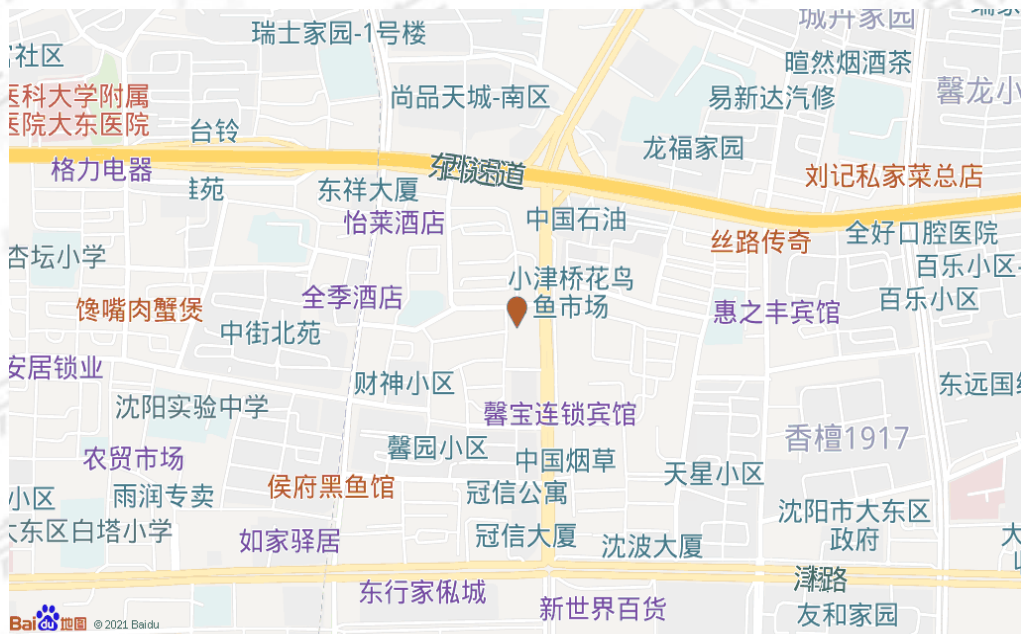 城卉家园
瑞士家园-1号楼
社区
暄然烟酒茶
医科大学附属
医院大东医院
尚品天城-南区
易新达汽修
馨龙小
台铃
龙福家园
格力电器
东祥大厦
刘记私家菜总店
怡莱酒店
中国石油
丝路传奇
全好口腔医院
杏坛小学
百乐小区
全季酒店
小津桥花鸟
鱼市场
百乐小区
馋嘴肉蟹煲
惠之丰宾馆
中街北苑
安居锁业
财神小区
东远国
沈阳实验中学
馨宝连锁宾馆
香檀1917
馨园小区
农贸市场
中国烟草
天星小区
侯府黑鱼馆
小区
雨润专卖
冠信公寓
沈阳市大东区
政府
大东区白塔小学
冠信大厦
如家驿居
沈波大厦
东行家俬城
新世界百货
友和家园
Bai du 地图 © 2021 Baidu